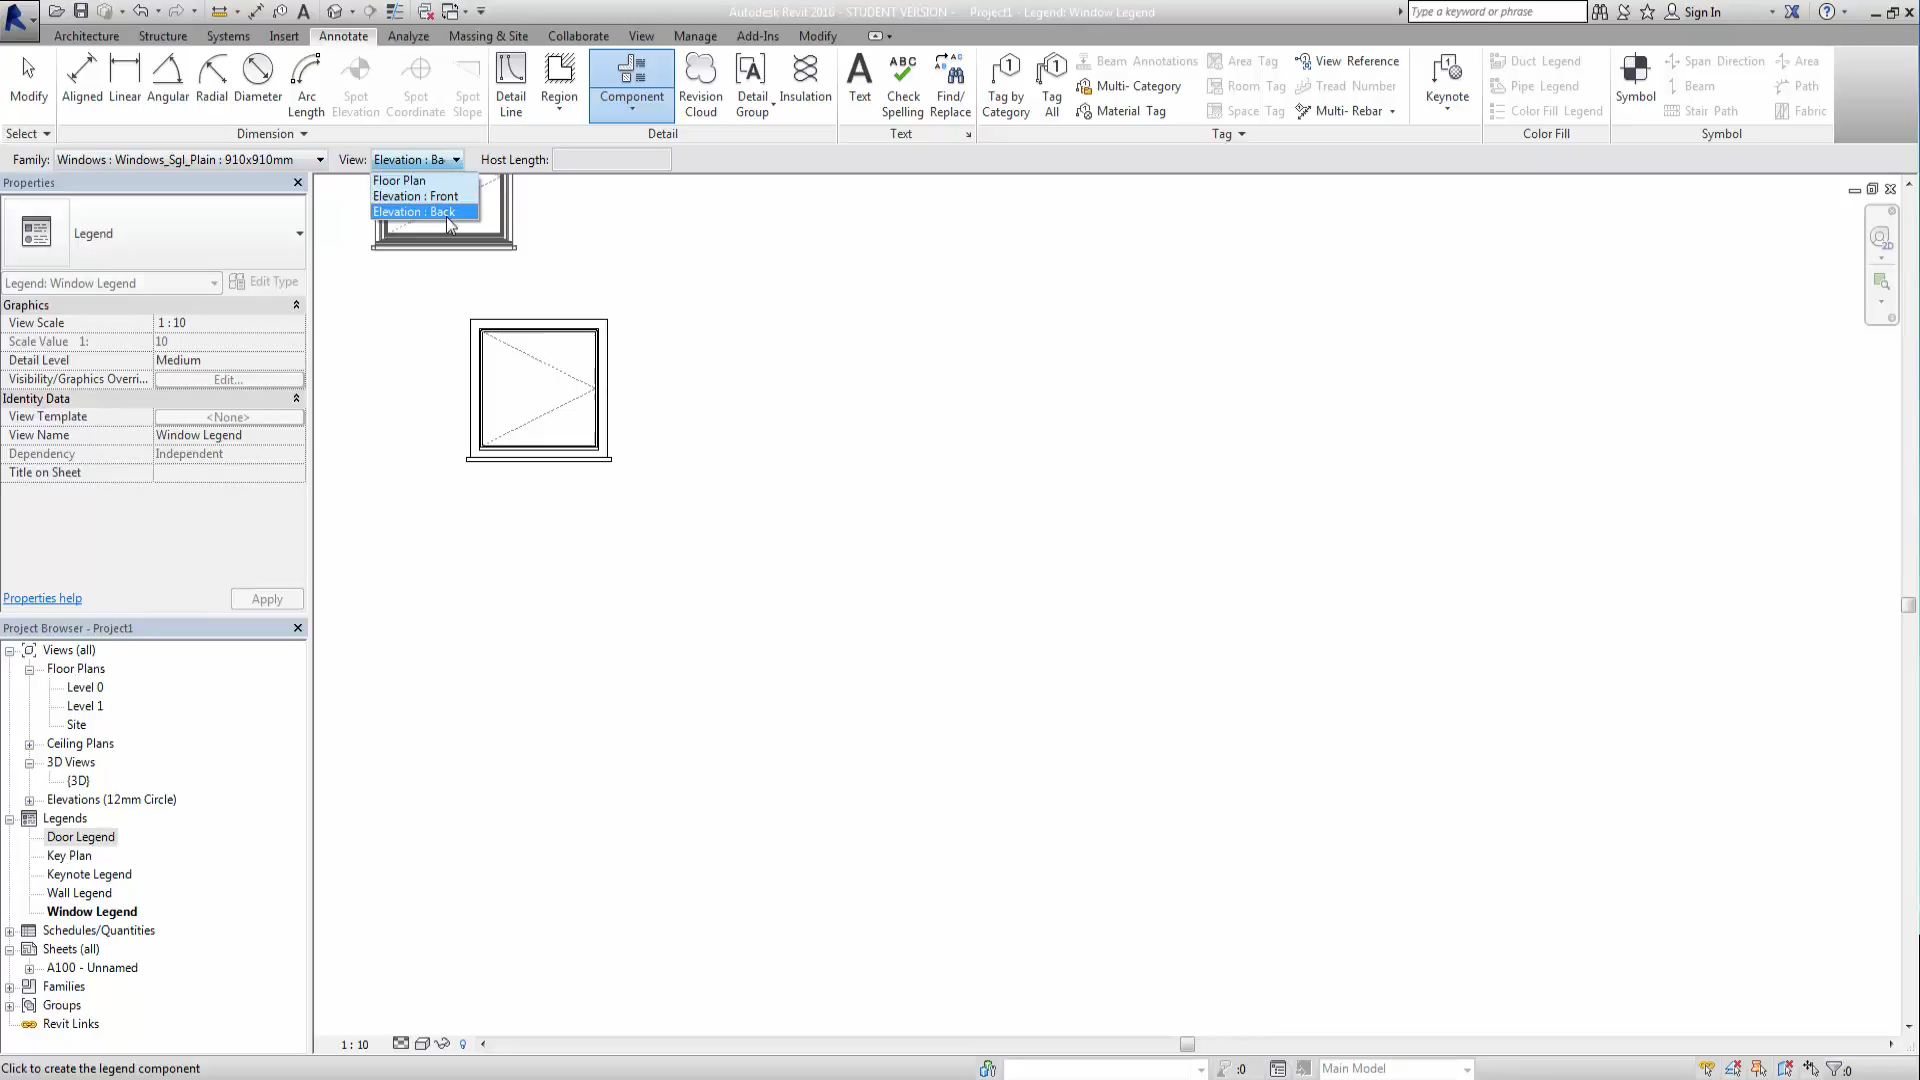 Autodesk Revit 2016 - STUDENT VERSION - Project1 - Legend: Window Legend
Type a keyword or phrase
Sign In
Architecture Structure Systems Insert Annotate Analyze Massing & Site Collaborate View Manage Add-Ins Modify
Modify
Aligned Linear Angular Radial Diameter Arc Length Spot Elevation Spot Coordinate Spot Slope
Detail Line Region Component Revision Cloud Detail Group Insulation
A Text ABC Check Spelling Find/ Replace
Tag by Category Tag All
Beam Annotations Area Tag View Reference
Multi- Category Room Tag Tread Number
Material Tag Space Tag Multi- Rebar
Keynote
Duct Legend
Pipe Legend
Color Fill Legend
Symbol
Span Direction Area
Beam Path
Stair Path Fabric
Select Dimension Detail Text Tag Color Fill Symbol
Family: Windows : Windows_Sgl_Plain : 910x910mm View: Elevation : Ba Host Length:
Floor Plan
Elevation : Front
Elevation : Back
Properties
Legend
Legend: Window Legend Edit Type
Graphics
View Scale 1 : 10
Scale Value 1: 10
Detail Level Medium
Visibility/Graphics Overri... Edit...
Identity Data
View Template <None>
View Name Window Legend
Dependency Independent
Title on Sheet
Properties help Apply
Project Browser - Project1
Views (all)
Floor Plans
Level 0
Level 1
Site
Ceiling Plans
3D Views
{3D}
Elevations (12mm Circle)
Legends
Door Legend
Key Plan
Keynote Legend
Wall Legend
Window Legend
Schedules/Quantities
Sheets (all)
A100 - Unnamed
Families
Groups
Revit Links
2D
1 : 10
Click to create the legend component
:0
Main Model
:0